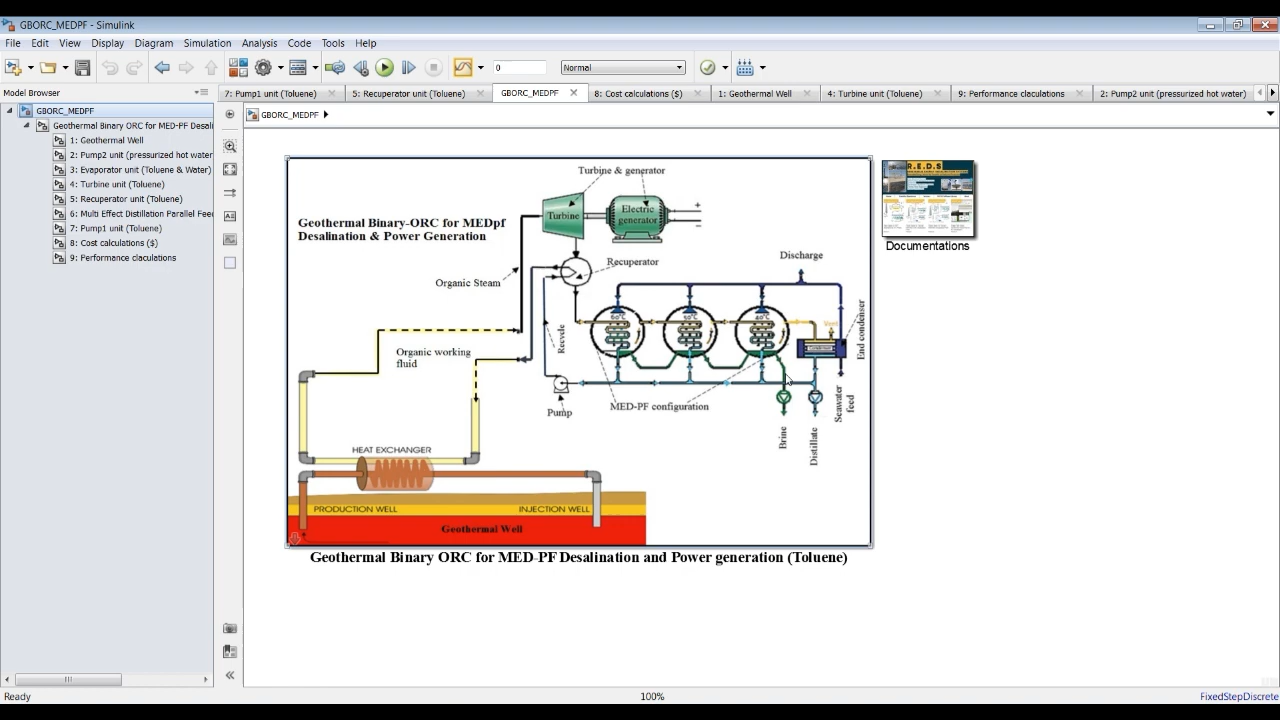 GBORC_MEDPF - Simulink
File Edit View Display Diagram Simulation Analysis Code Tools Help
0
Normal
Model Browser
7: Pump1 unit (Toluene)
5: Recuperator unit (Toluene)
GBORC_MEDPF
8: Cost calculations ($)
1: Geothermal Well
4: Turbine unit (Toluene)
9: Performance claculations
2: Pump2 unit (pressurized hot water)
GBORC_MEDPF
Geothermal Binary ORC for MED-PF Desali
1: Geothermal Well
2: Pump2 unit (pressurized hot water
3: Evaporator unit (Toluene & Water)
4: Turbine unit (Toluene)
5: Recuperator unit (Toluene)
6: Multi Effect Distillation Parallel Feed
7: Pump1 unit (Toluene)
8: Cost calculations ($)
9: Performance claculations
GBORC_MEDPF
Turbine & generator
Turbine
Electric
generator
+
−
Geothermal Binary-ORC for MEDpf
Desalination & Power Generation
Recuperator
Discharge
Organic Steam
60°C
50°C
40°C
Vent
End condenser
Recycle
Organic working
fluid
Pump
MED-PF configuration
Seawater
feed
Brine
Distillate
HEAT EXCHANGER
PRODUCTION WELL
INJECTION WELL
Geothermal Well
Geothermal Binary ORC for MED-PF Desalination and Power generation (Toluene)
R.E.D.S
Documentations
Ready
100%
FixedStepDiscrete